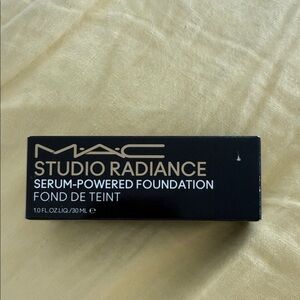 M·A·C
STUDIO RADIANCE
SERUM-POWERED FOUNDATION
FOND DE TEINT
1.0 FL.OZ.LIQ./30 ML ℮